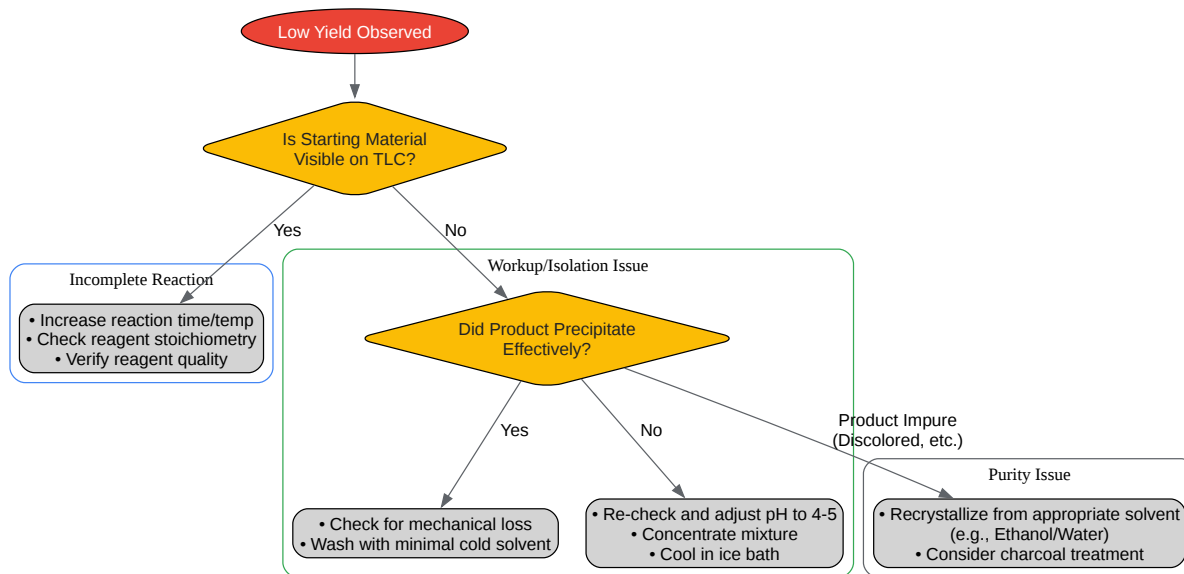 Low Yield Observed
Is Starting Material
Visible on TLC?
Yes
No
Incomplete Reaction
• Increase reaction time/temp
• Check reagent stoichiometry
• Verify reagent quality
Workup/Isolation Issue
Did Product Precipitate
Effectively?
Yes
No
Product Impure
(Discolored, etc.)
• Check for mechanical loss
• Wash with minimal cold solvent
• Re-check and adjust pH to 4-5
• Concentrate mixture
• Cool in ice bath
Purity Issue
• Recrystallize from appropriate solvent
(e.g., Ethanol/Water)
• Consider charcoal treatment